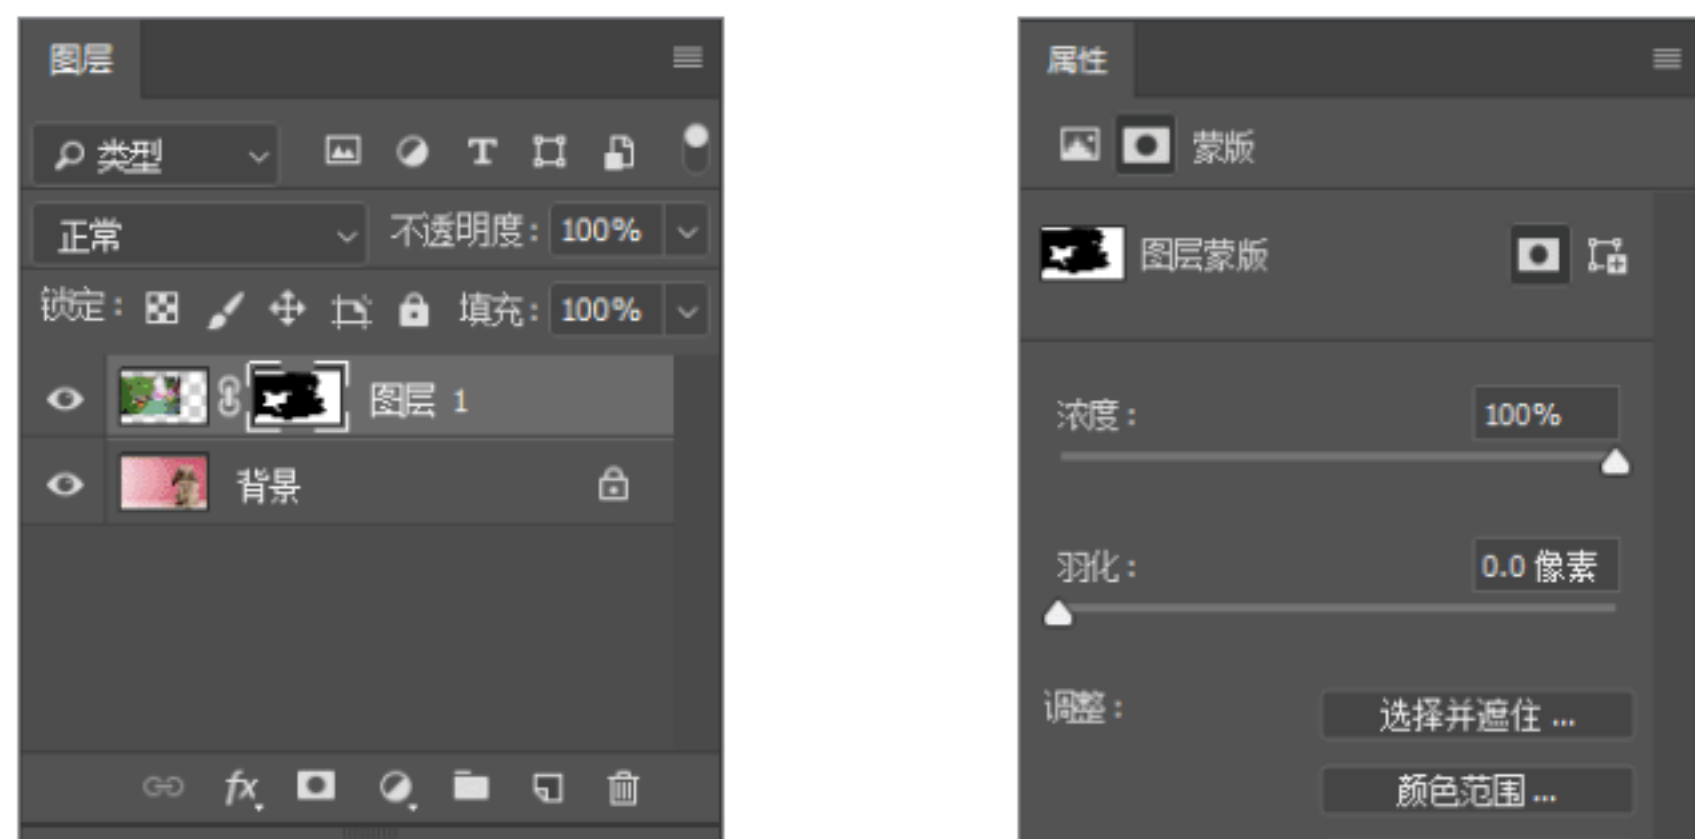 图层
类型
正常 不透明度: 100%
锁定: 填充: 100%
图层 1
背景
fx
属性
蒙版
图层蒙版
浓度: 100%
羽化: 0.0 像素
调整: 选择并遮住 ...
颜色范围 ...